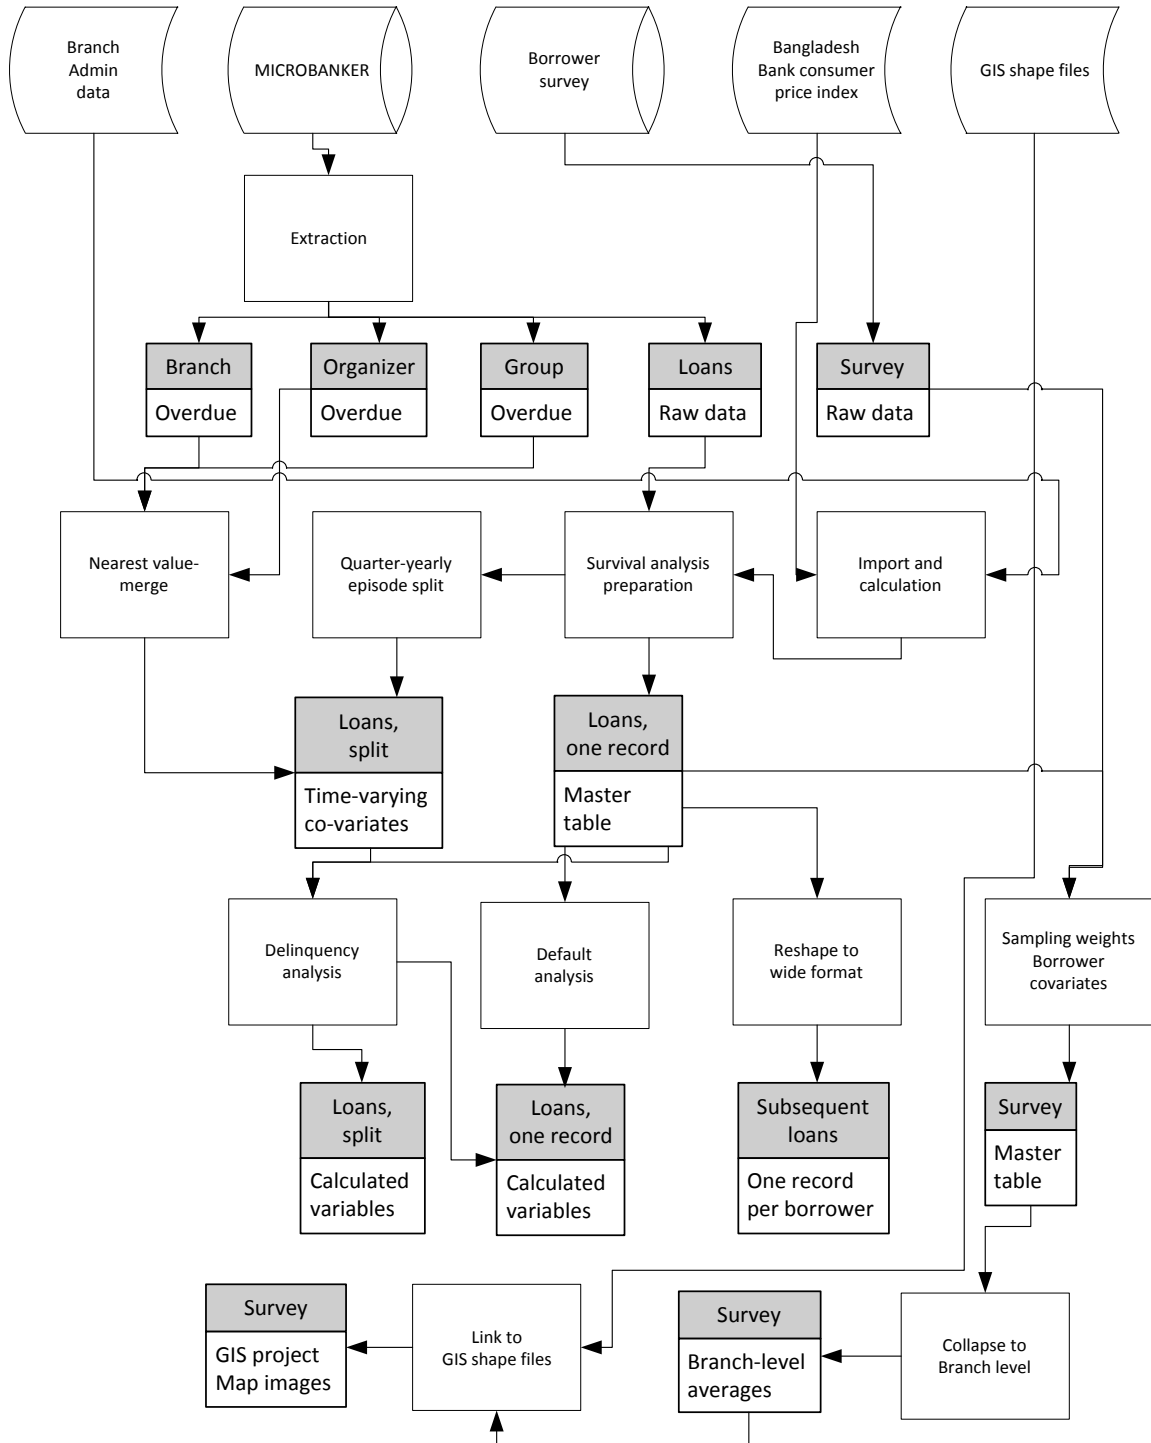 Branch
Admin
data
MICROBANKER
Borrower
survey
Bangladesh
Bank consumer
price index
GIS shape files
Extraction
Branch
Overdue
Organizer
Overdue
Group
Overdue
Loans
Raw data
Survey
Raw data
Nearest value-
merge
Quarter-yearly
episode split
Survival analysis
preparation
Import and
calculation
Loans,
split
Time-varying
co-variates
Loans,
one record
Master
table
Delinquency
analysis
Default
analysis
Reshape to
wide format
Sampling weights
Borrower
covariates
Loans,
split
Calculated
variables
Loans,
one record
Calculated
variables
Subsequent
loans
One record
per borrower
Survey
Master
table
Survey
GIS project
Map images
Link to
GIS shape files
Survey
Branch-level
averages
Collapse to
Branch level